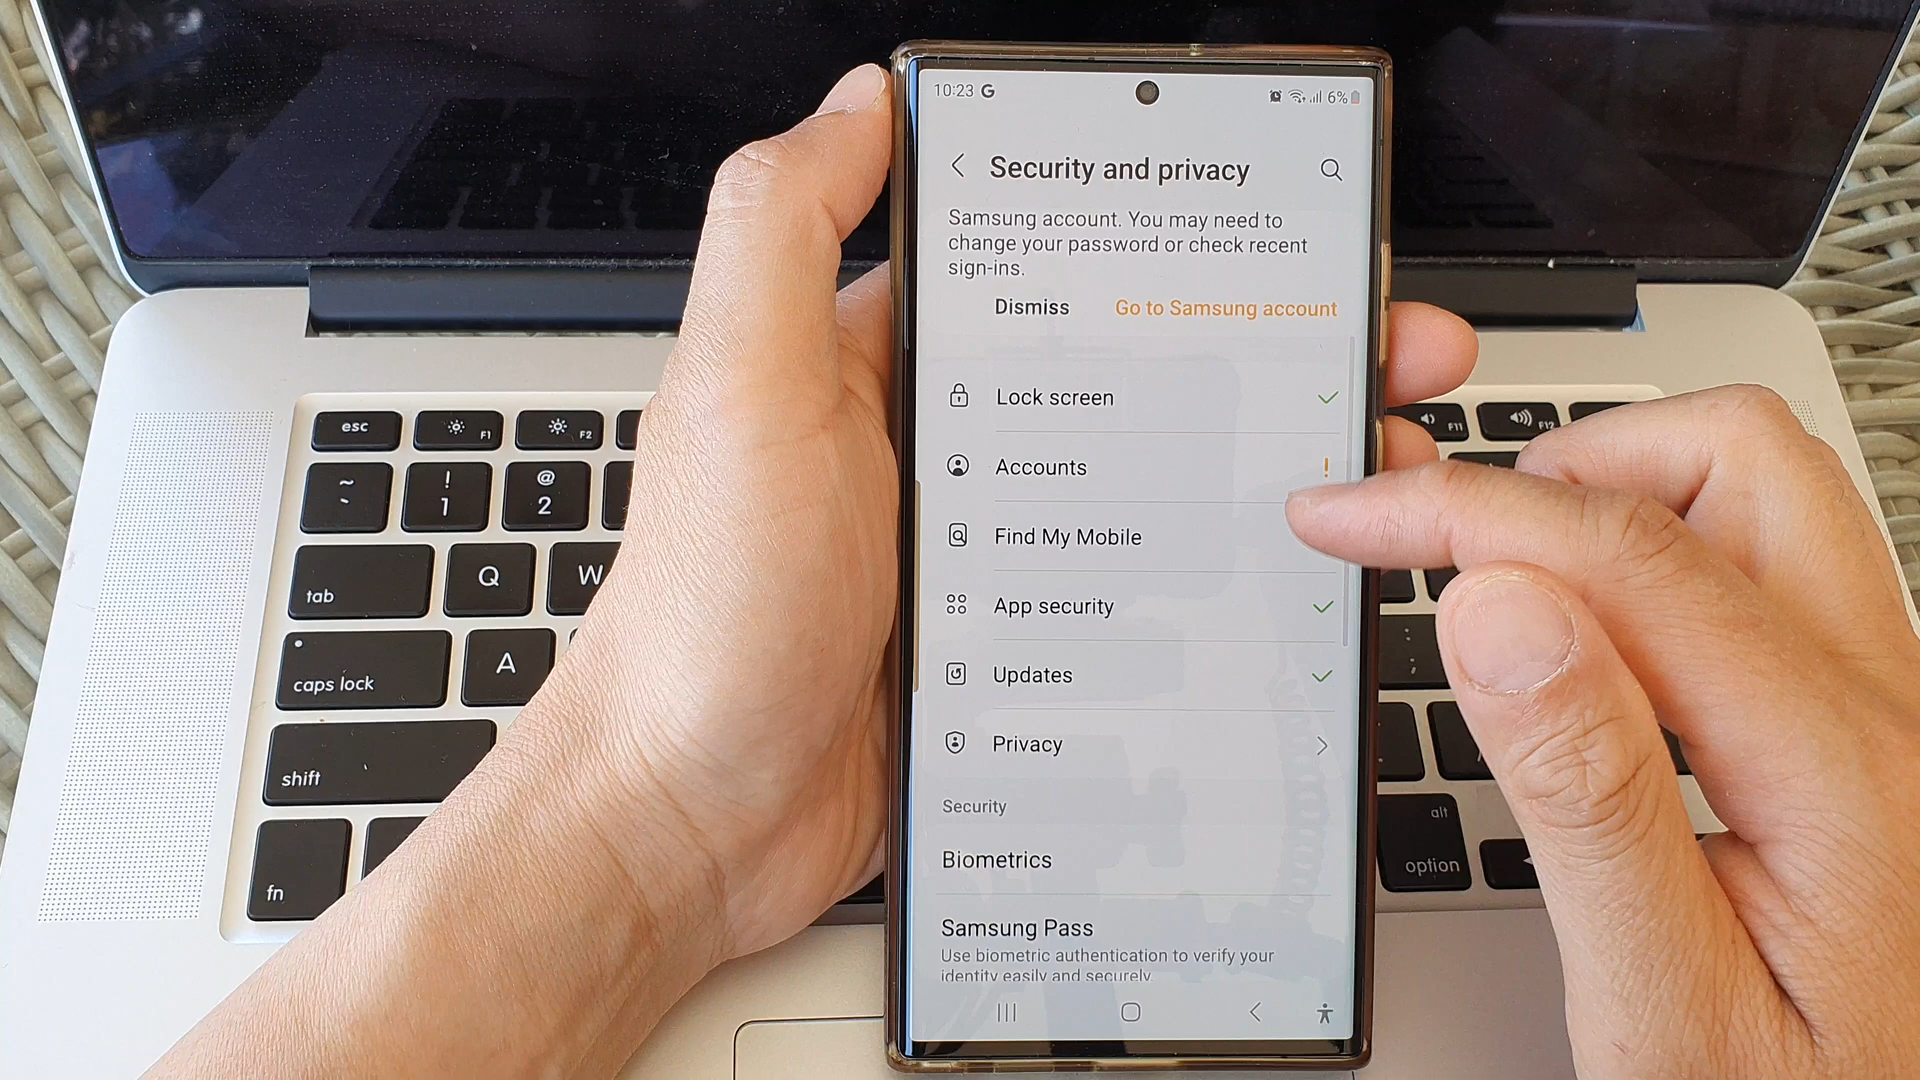 10:23 G
6%
Security and privacy
Samsung account. You may need to
change your password or check recent
sign-ins.
Dismiss Go to Samsung account
Lock screen
Accounts !
Find My Mobile
App security
Updates
Privacy
Security
Biometrics
Samsung Pass
Use biometric authentication to verify your
identity easily and securely.
esc F1 F2
~ ` ! 1 @ 2
tab Q W
caps lock A
shift
fn
F11 F12
: ;
alt
option